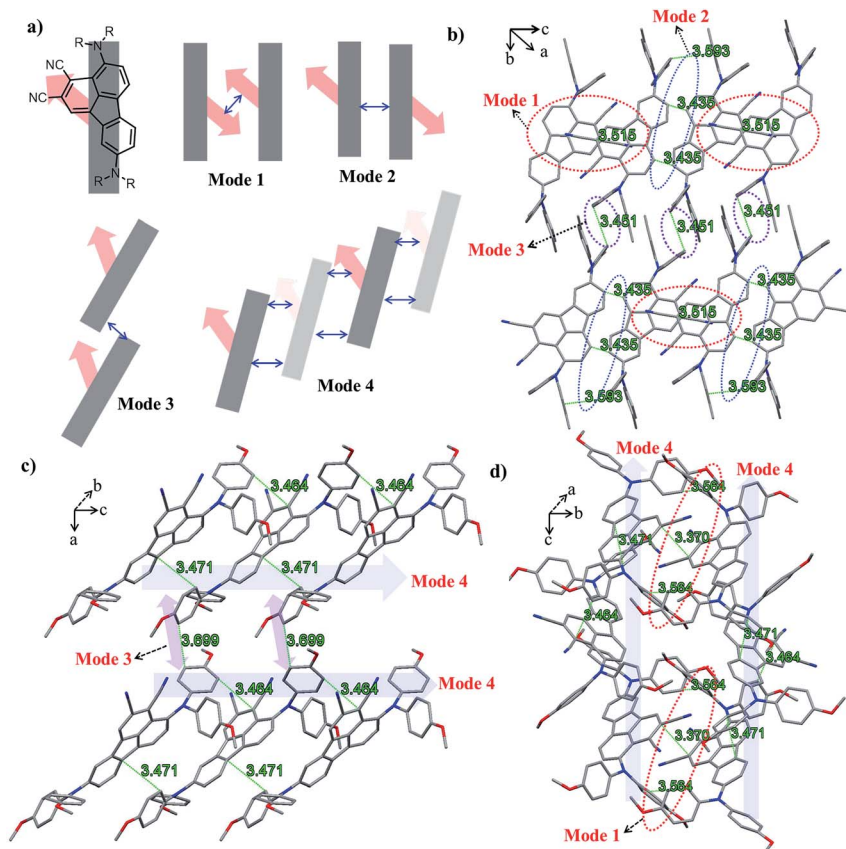 a)
R
N
R
NC
NC
R
N
R
Mode 1
Mode 2
Mode 3
Mode 4
b)
c
b
a
Mode 2
3.593
Mode 1
3.435
3.515
3.515
3.435
3.451
3.451
3.451
Mode 3
3.435
3.435
3.515
3.435
3.435
3.593
3.593
c)
b
c
a
3.464
3.464
3.471
3.471
Mode 4
Mode 3
3.699
3.699
3.464
3.464
Mode 4
3.471
3.471
d)
a
b
c
Mode 4
Mode 4
3.564
3.471
3.370
3.564
3.464
3.471
3.464
3.564
3.370
3.471
3.564
Mode 1